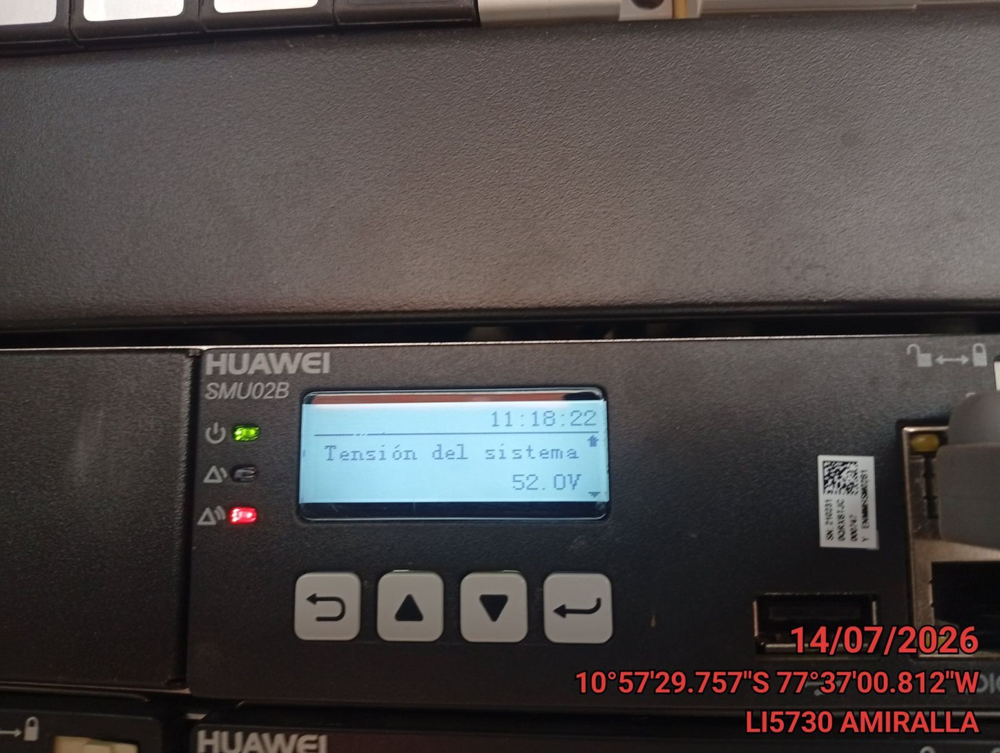 HUAWEI
SMU02B
11:18:22
Tensión del sistema
52.0V
14/07/2026
10°57'29.757"S 77°37'00.812"W
LI5730 AMIRALLA
HUAWEI